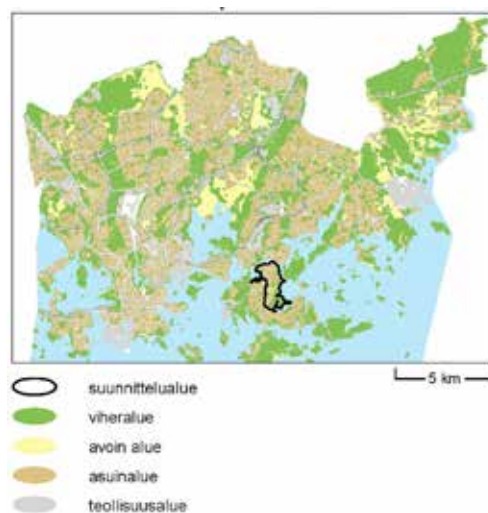 5 km
suunnittelualue
viheralue
avoin alue
asuinalue
teollisuusalue